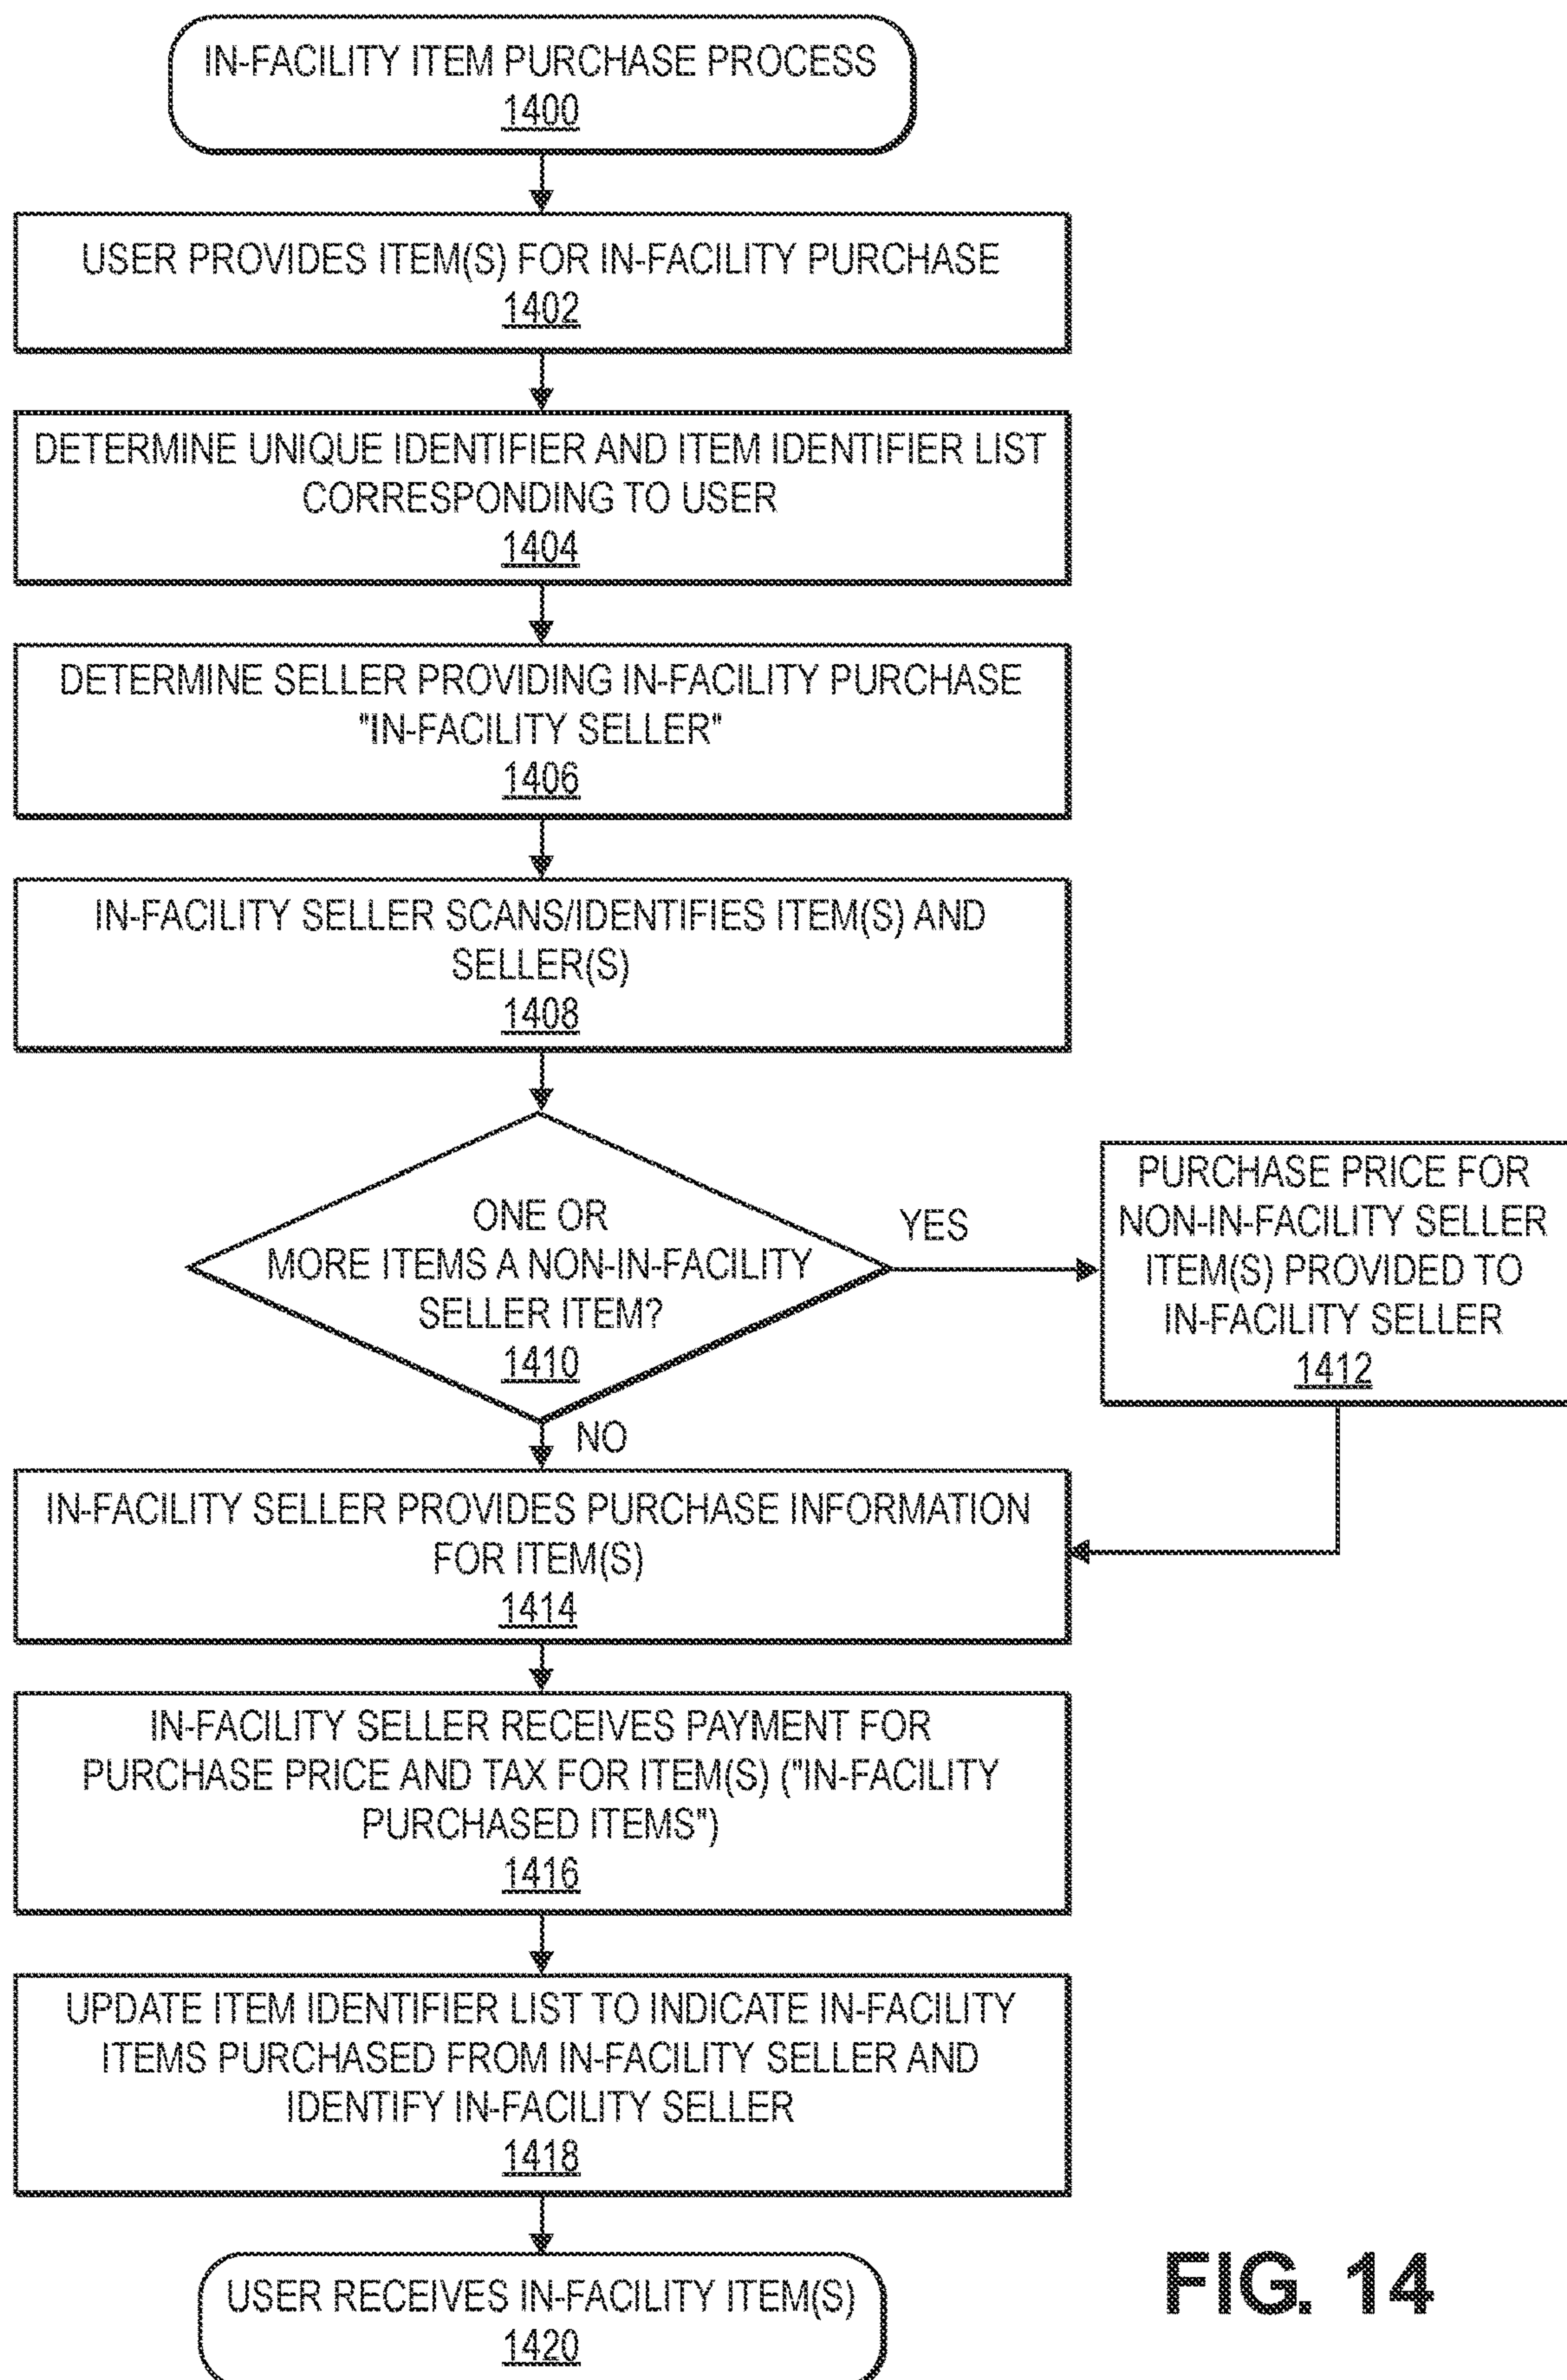 IN-FACILITY ITEM PURCHASE PROCESS
1400
USER PROVIDES ITEM(S) FOR IN-FACILITY PURCHASE
1402
DETERMINE UNIQUE IDENTIFIER AND ITEM IDENTIFIER LIST
CORRESPONDING TO USER
1404
DETERMINE SELLER PROVIDING IN-FACILITY PURCHASE
"IN-FACILITY SELLER"
1406
IN-FACILITY SELLER SCANS/IDENTIFIES ITEM(S) AND
SELLER(S)
1408
ONE OR
MORE ITEMS A NON-IN-FACILITY
SELLER ITEM?
1410
YES
PURCHASE PRICE FOR
NON-IN-FACILITY SELLER
ITEM(S) PROVIDED TO
IN-FACILITY SELLER
1412
NO
IN-FACILITY SELLER PROVIDES PURCHASE INFORMATION
FOR ITEM(S)
1414
IN-FACILITY SELLER RECEIVES PAYMENT FOR
PURCHASE PRICE AND TAX FOR ITEM(S) ("IN-FACILITY
PURCHASED ITEMS")
1416
UPDATE ITEM IDENTIFIER LIST TO INDICATE IN-FACILITY
ITEMS PURCHASED FROM IN-FACILITY SELLER AND
IDENTIFY IN-FACILITY SELLER
1418
USER RECEIVES IN-FACILITY ITEM(S)
1420
FIG. 14